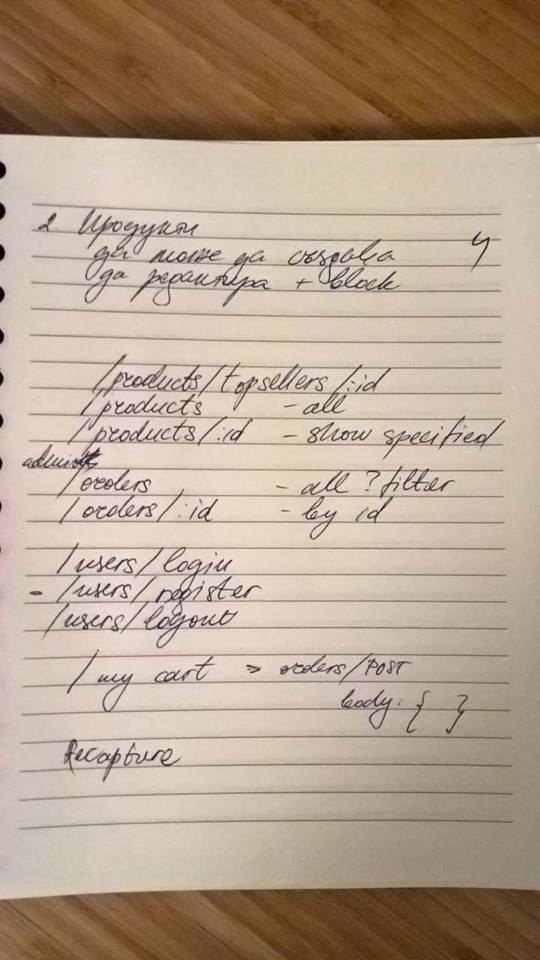 2. Продукти
да може да създава
да редактира + block
/products/topsellers/:id
/products - all
/products/:id - show specified
admin
/orders - all ? filter
/orders/:id - by id
/users/login
- /users/register
/users/logout
/my cart => orders/POST
body: { }
Recapture